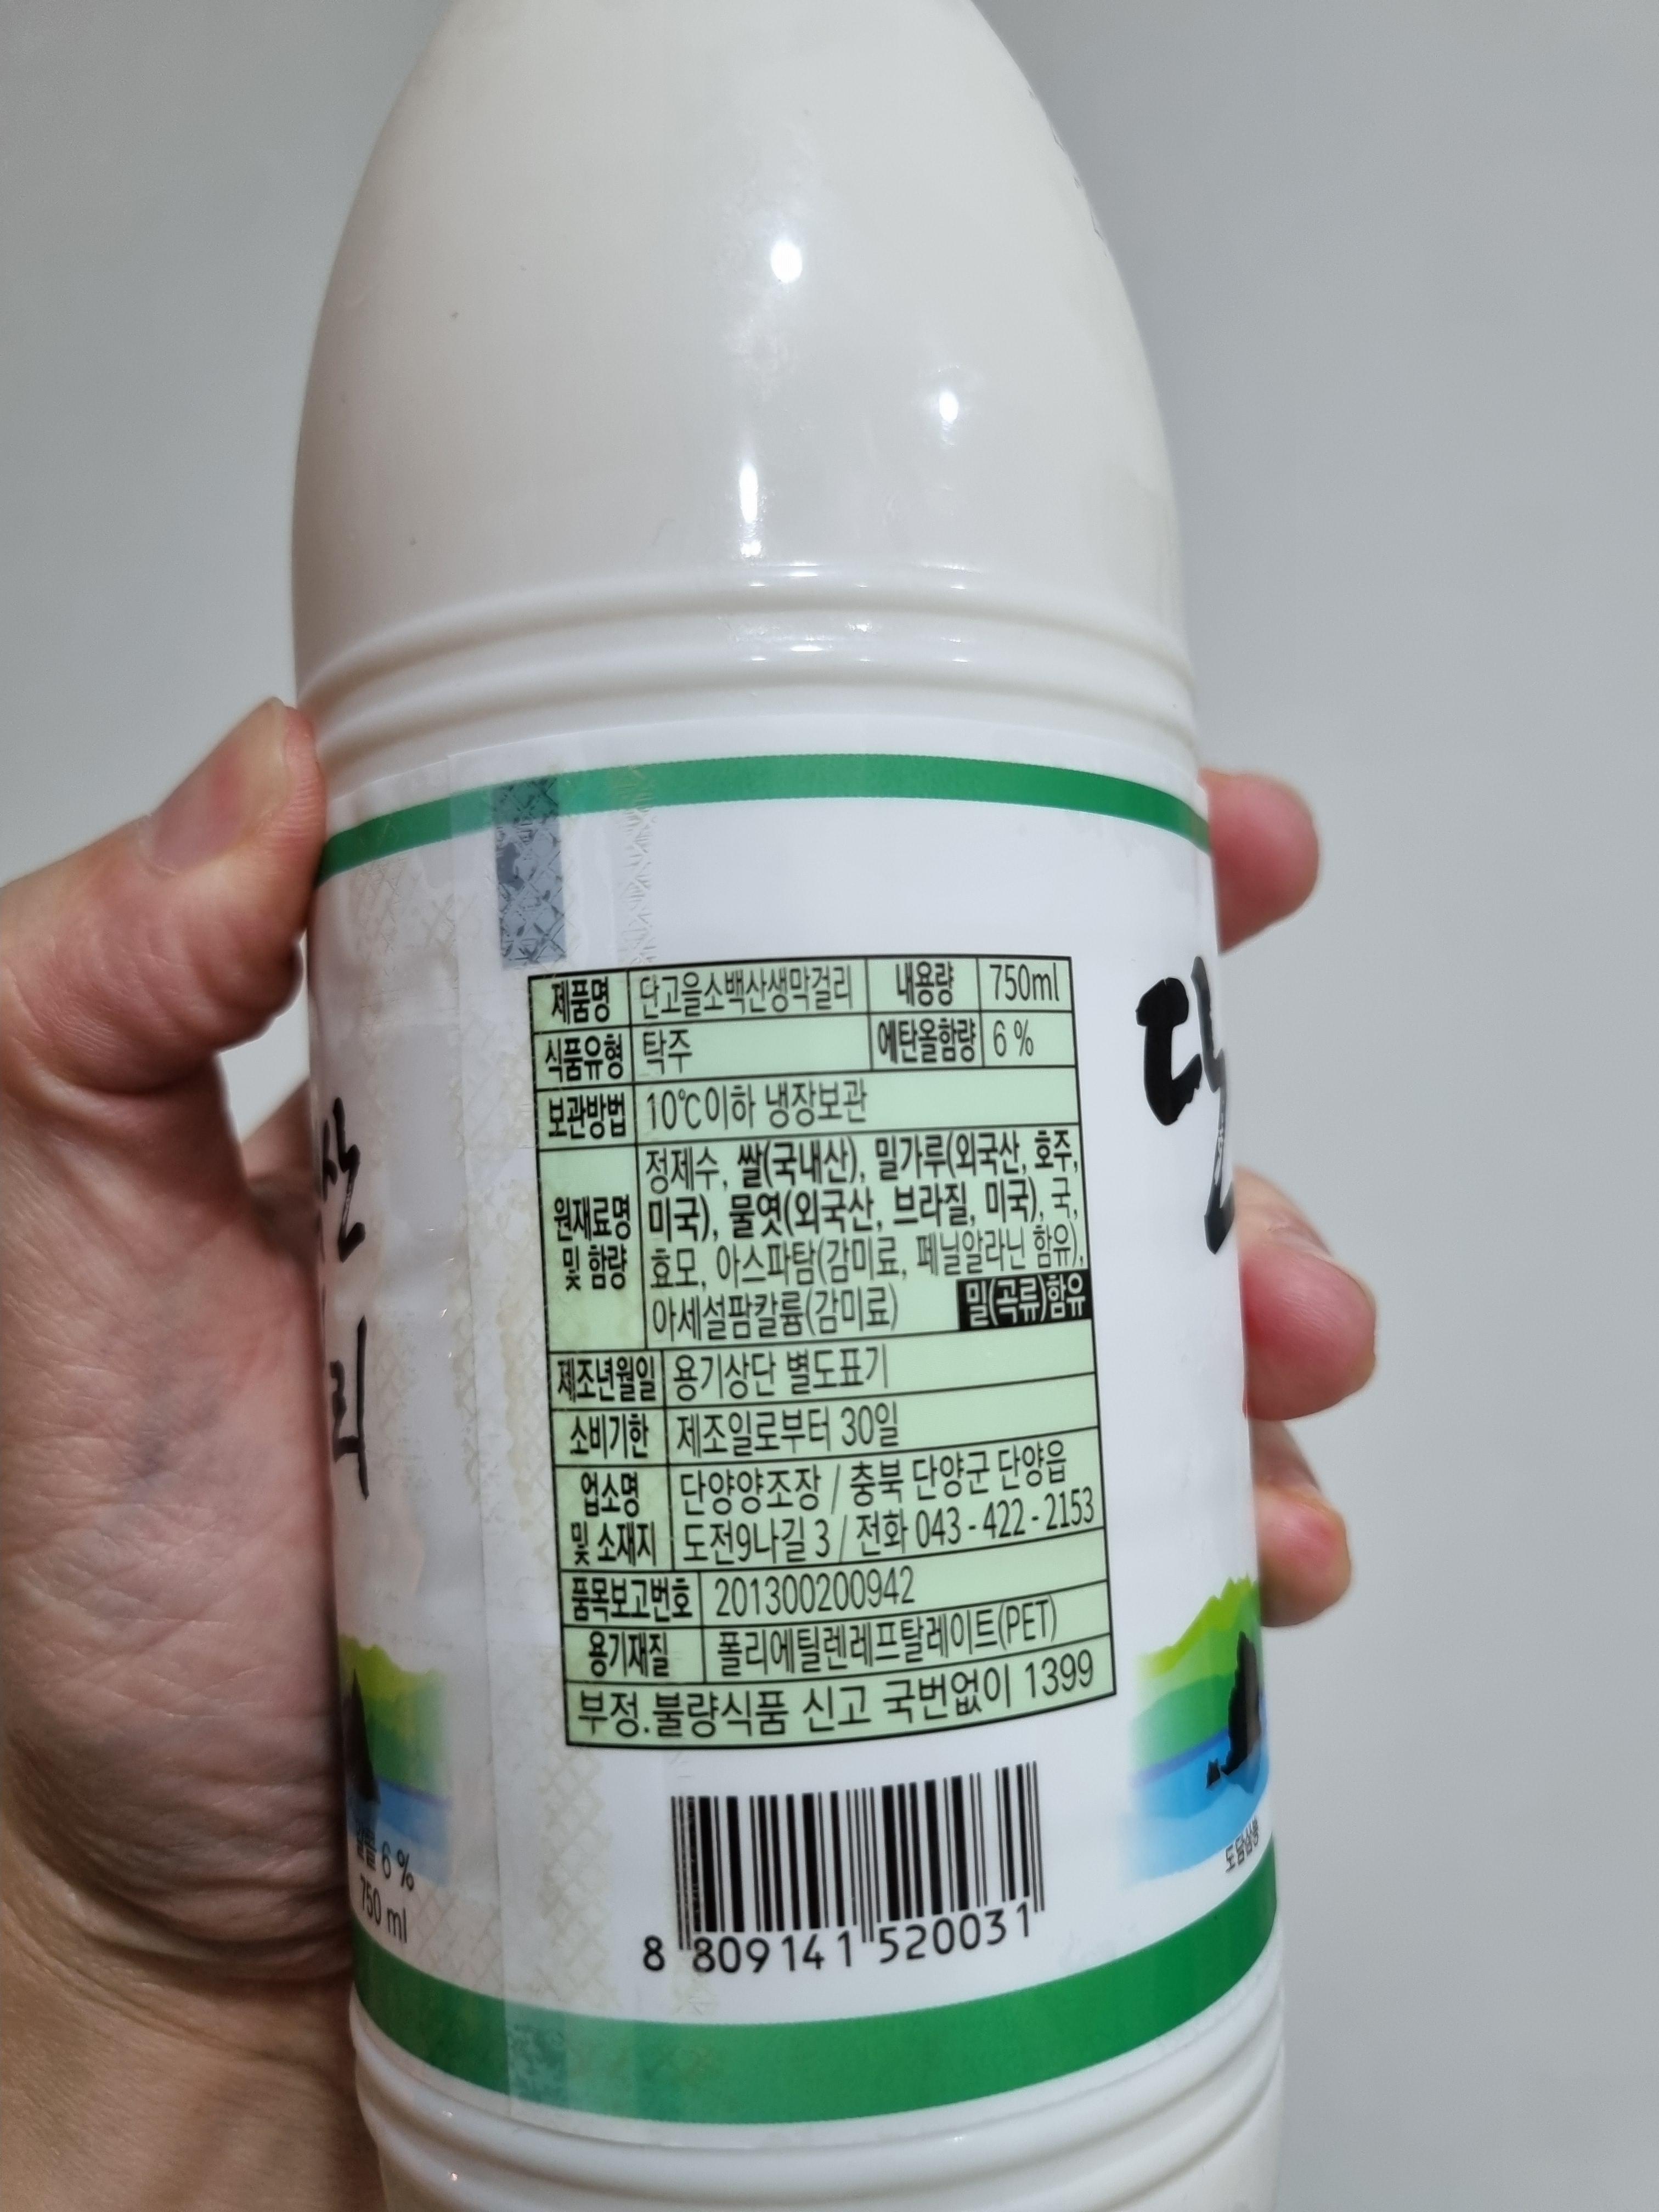 제품명 단고을소백산생막걸리 내용량 750ml
식품유형 탁주 에탄올함량 6 %
보관방법 10℃이하 냉장보관
원재료명 및 함량
정제수, 쌀(국내산), 밀가루(외국산, 호주,
미국), 물엿(외국산, 브라질, 미국), 국,
효모, 아스파탐(감미료, 페닐알라닌 함유),
아세설팜칼륨(감미료) 밀(곡류)함유
제조년월일 용기상단 별도표기
소비기한 제조일로부터 30일
업소명 단양양조장 / 충북 단양군 단양읍
및 소재지 도전9나길 3 / 전화 043 - 422 - 2153
품목보고번호 201300200942
용기재질 폴리에틸렌레프탈레이트(PET)
부정.불량식품 신고 국번없이 1399
8 809141 520031
산
리
6 %
750 ml
도담삼봉